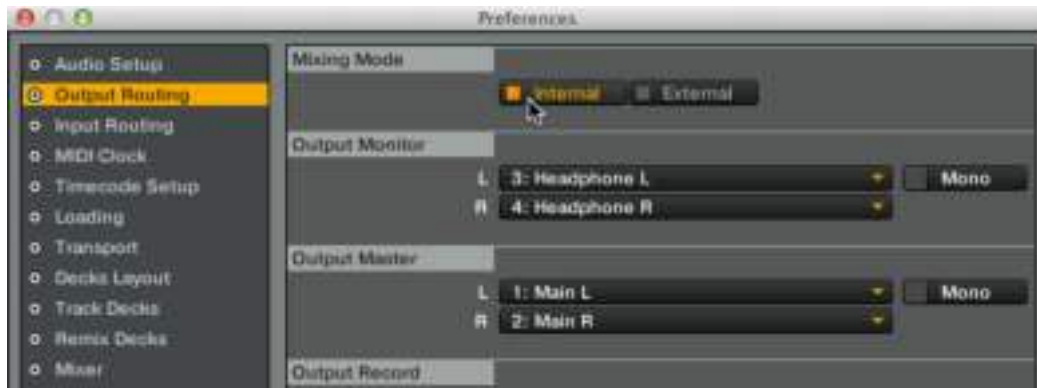 Preferences
Audio Setup
Output Routing
Input Routing
MIDI Clock
Timecode Setup
Loading
Transport
Decks Layout
Track Decks
Remix Decks
Mixer
Mixing Mode
Internal
External
Output Monitor
L 3: Headphone L Mono
R 4: Headphone R
Output Master
L 1: Main L Mono
R 2: Main R
Output Record